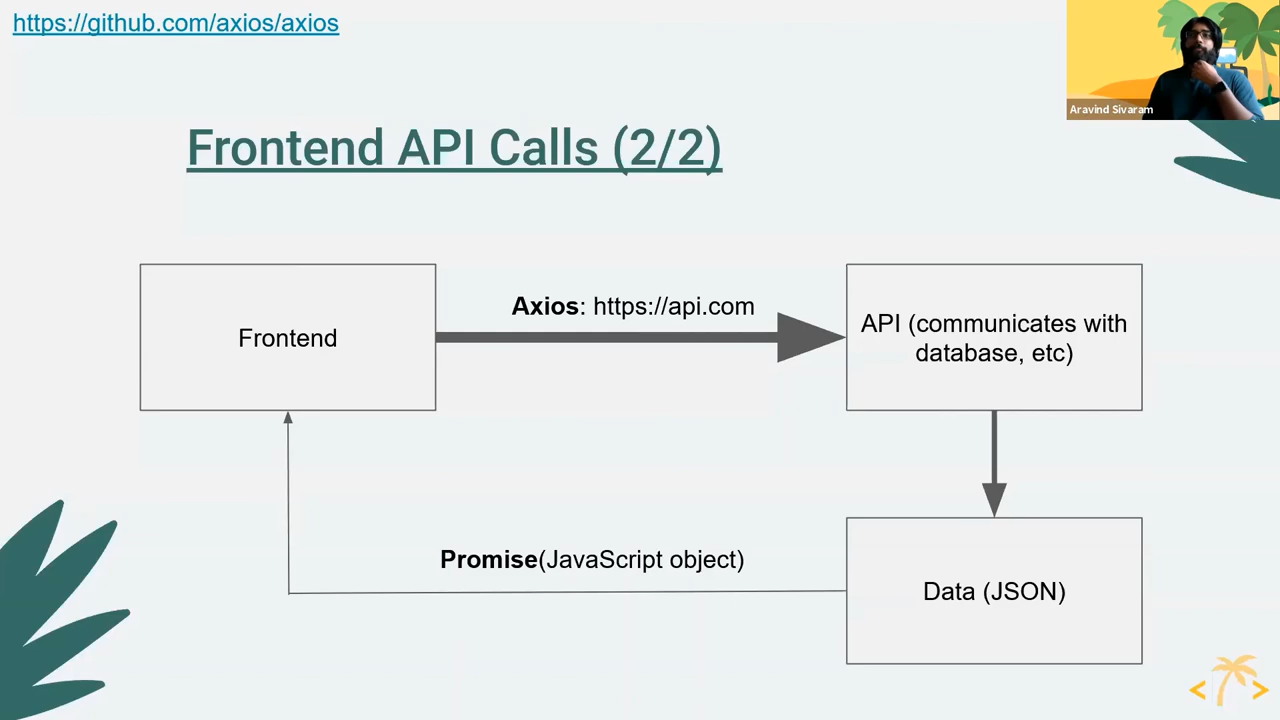 https://github.com/axios/axios
Aravind Sivaram
Frontend API Calls (2/2)
Frontend
Axios: https://api.com
API (communicates with
database, etc)
Promise(JavaScript object)
Data (JSON)
< >